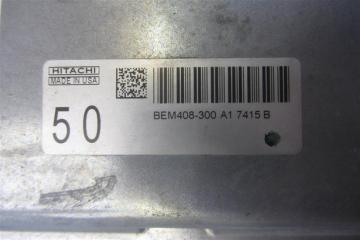 HITACHI
MADE IN USA
50
BEM408-300 A1 7415 B